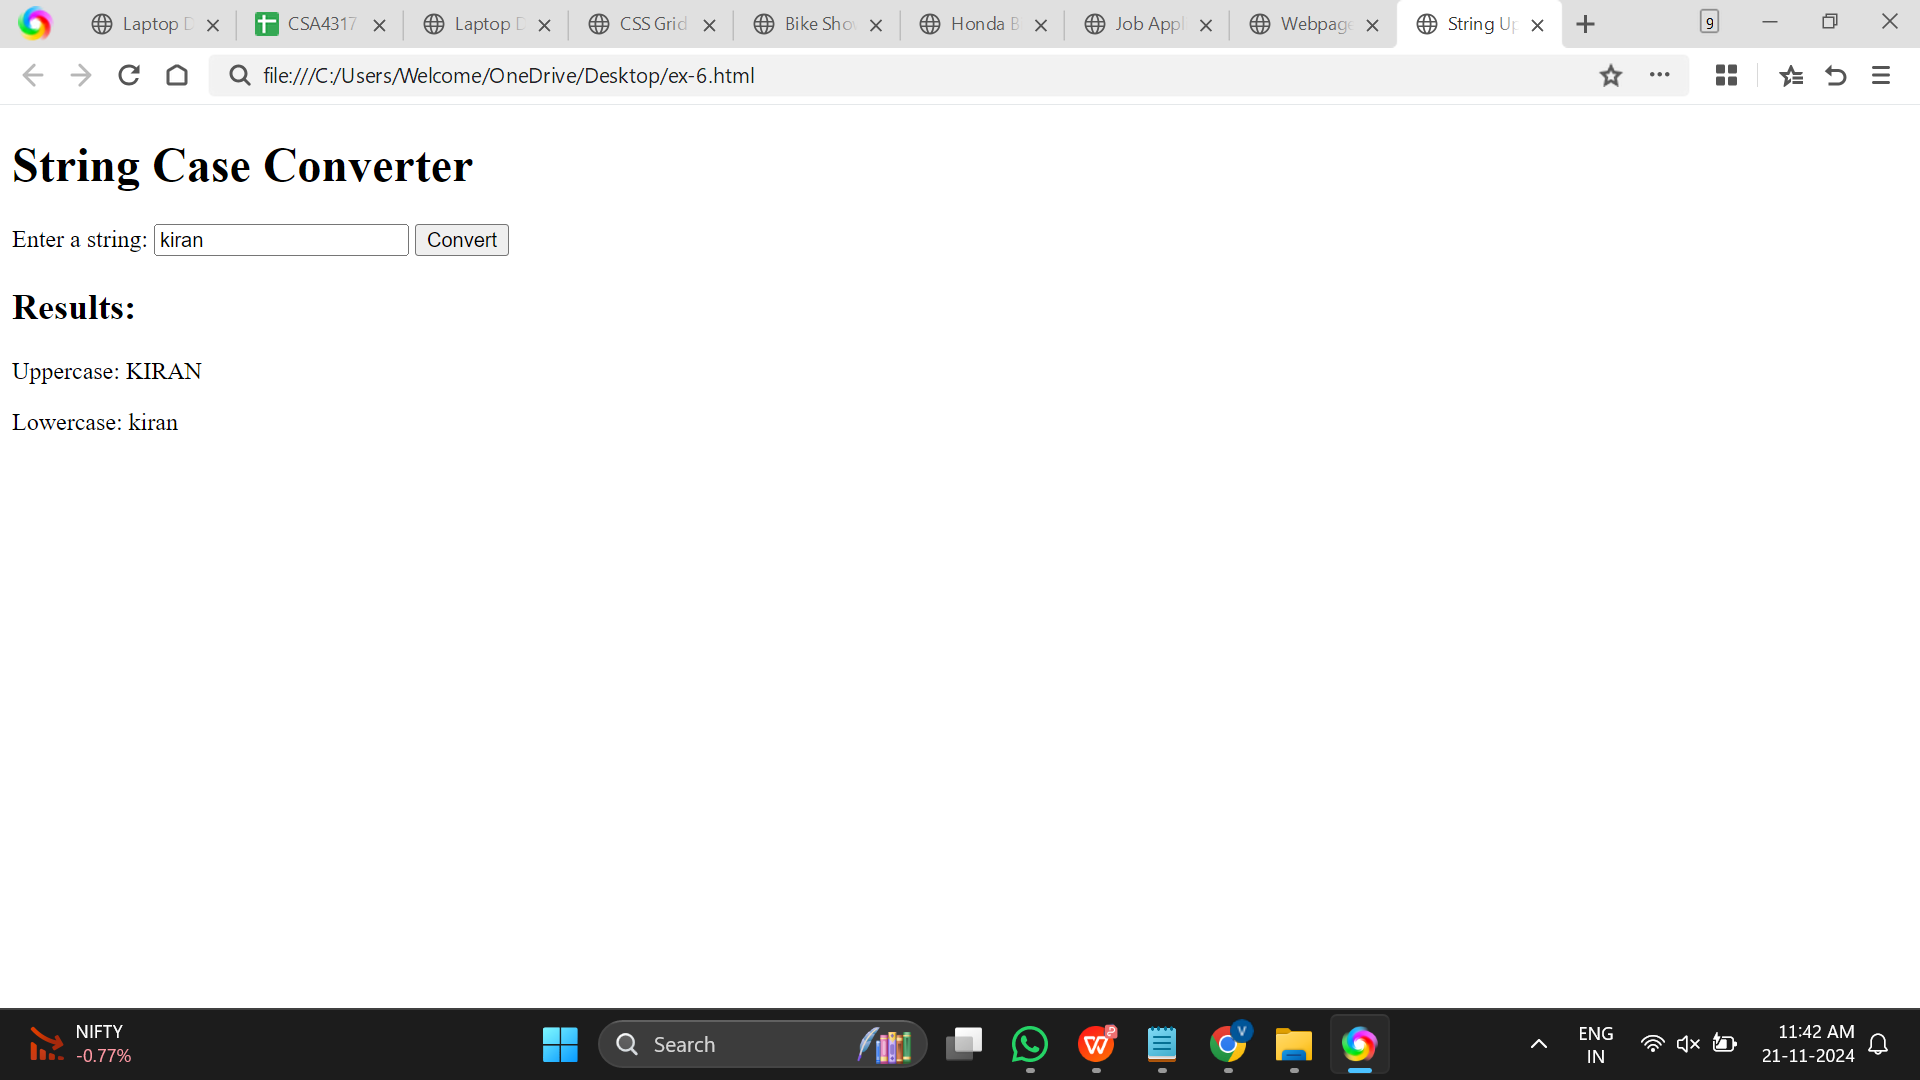 Laptop D
CSA4317
Laptop D
CSS Grid
Bike Sho
Honda B
Job Appl
Webpage
String Up
9
file:///C:/Users/Welcome/OneDrive/Desktop/ex-6.html
String Case Converter
Enter a string: kiran Convert
Results:
Uppercase: KIRAN
Lowercase: kiran
NIFTY
-0.77%
Search
V
ENG
IN
11:42 AM
21-11-2024